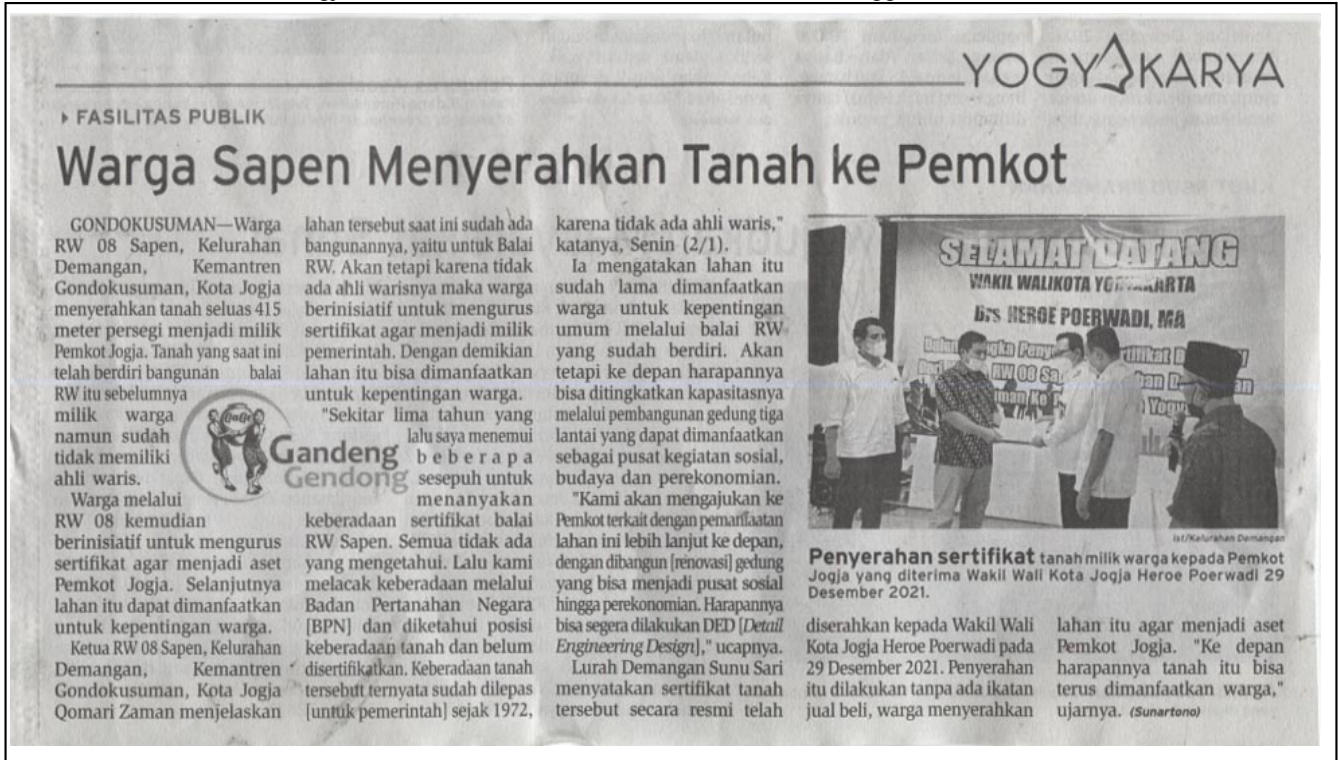 YOGYAKARYA
FASILITAS PUBLIK
Warga Sapen Menyerahkan Tanah ke Pemkot
GONDOKUSUMAN—Warga
RW 08 Sapen, Kelurahan
Demangan, Kemantren
Gondokusuman, Kota Jogja
menyerahkan tanah seluas 415
meter persegi menjadi milik
Pemkot Jogja. Tanah yang saat ini
telah berdiri bangunan balai
RW itu sebelumnya
milik warga
namun sudah
tidak memiliki
ahli waris.
Warga melalui
RW 08 kemudian
berinisiatif untuk mengurus
sertifikat agar menjadi aset
Pemkot Jogja. Selanjutnya
lahan itu dapat dimanfaatkan
untuk kepentingan warga.
Ketua RW 08 Sapen, Kelurahan
Demangan, Kemantren
Gondokusuman, Kota Jogja
Qomari Zaman menjelaskan
Gandeng
Gendong
lahan tersebut saat ini sudah ada
bangunannya, yaitu untuk Balai
RW. Akan tetapi karena tidak
ada ahli warisnya maka warga
berinisiatif untuk mengurus
sertifikat agar menjadi milik
pemerintah. Dengan demikian
lahan itu bisa dimanfaatkan
untuk kepentingan warga.
"Sekitar lima tahun yang
lalu saya menemui
beberapa
sesepuh untuk
menanyakan
keberadaan sertifikat balai
RW Sapen. Semua tidak ada
yang mengetahui. Lalu kami
melacak keberadaan melalui
Badan Pertanahan Negara
[BPN] dan diketahui posisi
keberadaan tanah dan belum
disertifikatkan. Keberadaan tanah
tersebut ternyata sudah dilepas
[untuk pemerintah] sejak 1972,
karena tidak ada ahli waris,"
katanya, Senin (2/1).
Ia mengatakan lahan itu
sudah lama dimanfaatkan
warga untuk kepentingan
umum melalui balai RW
yang sudah berdiri. Akan
tetapi ke depan harapannya
bisa ditingkatkan kapasitasnya
melalui pembangunan gedung tiga
lantai yang dapat dimanfaatkan
sebagai pusat kegiatan sosial,
budaya dan perekonomian.
"Kami akan mengajukan ke
Pemkot terkait dengan pemanfaatan
lahan ini lebih lanjut ke depan,
dengan dibangun [renovasi] gedung
yang bisa menjadi pusat sosial
hingga perekonomian. Harapannya
bisa segera dilakukan DED [Detail
Engineering Design]," ucapnya.
Lurah Demangan Sunu Sari
menyatakan sertifikat tanah
tersebut secara resmi telah
SELAMAT DATANG
WAKIL WALIKOTA YOGYAKARTA
Drs HEROE POERWADI, MA
RW 08
Ist/Kelurahan Demangan
Penyerahan sertifikat tanah milik warga kepada Pemkot
Jogja yang diterima Wakil Wali Kota Jogja Heroe Poerwadi 29
Desember 2021.
diserahkan kepada Wakil Wali
Kota Jogja Heroe Poerwadi pada
29 Desember 2021. Penyerahan
itu dilakukan tanpa ada ikatan
jual beli, warga menyerahkan
lahan itu agar menjadi aset
Pemkot Jogja. "Ke depan
harapannya tanah itu bisa
terus dimanfaatkan warga,"
ujarnya. (Sunartono)